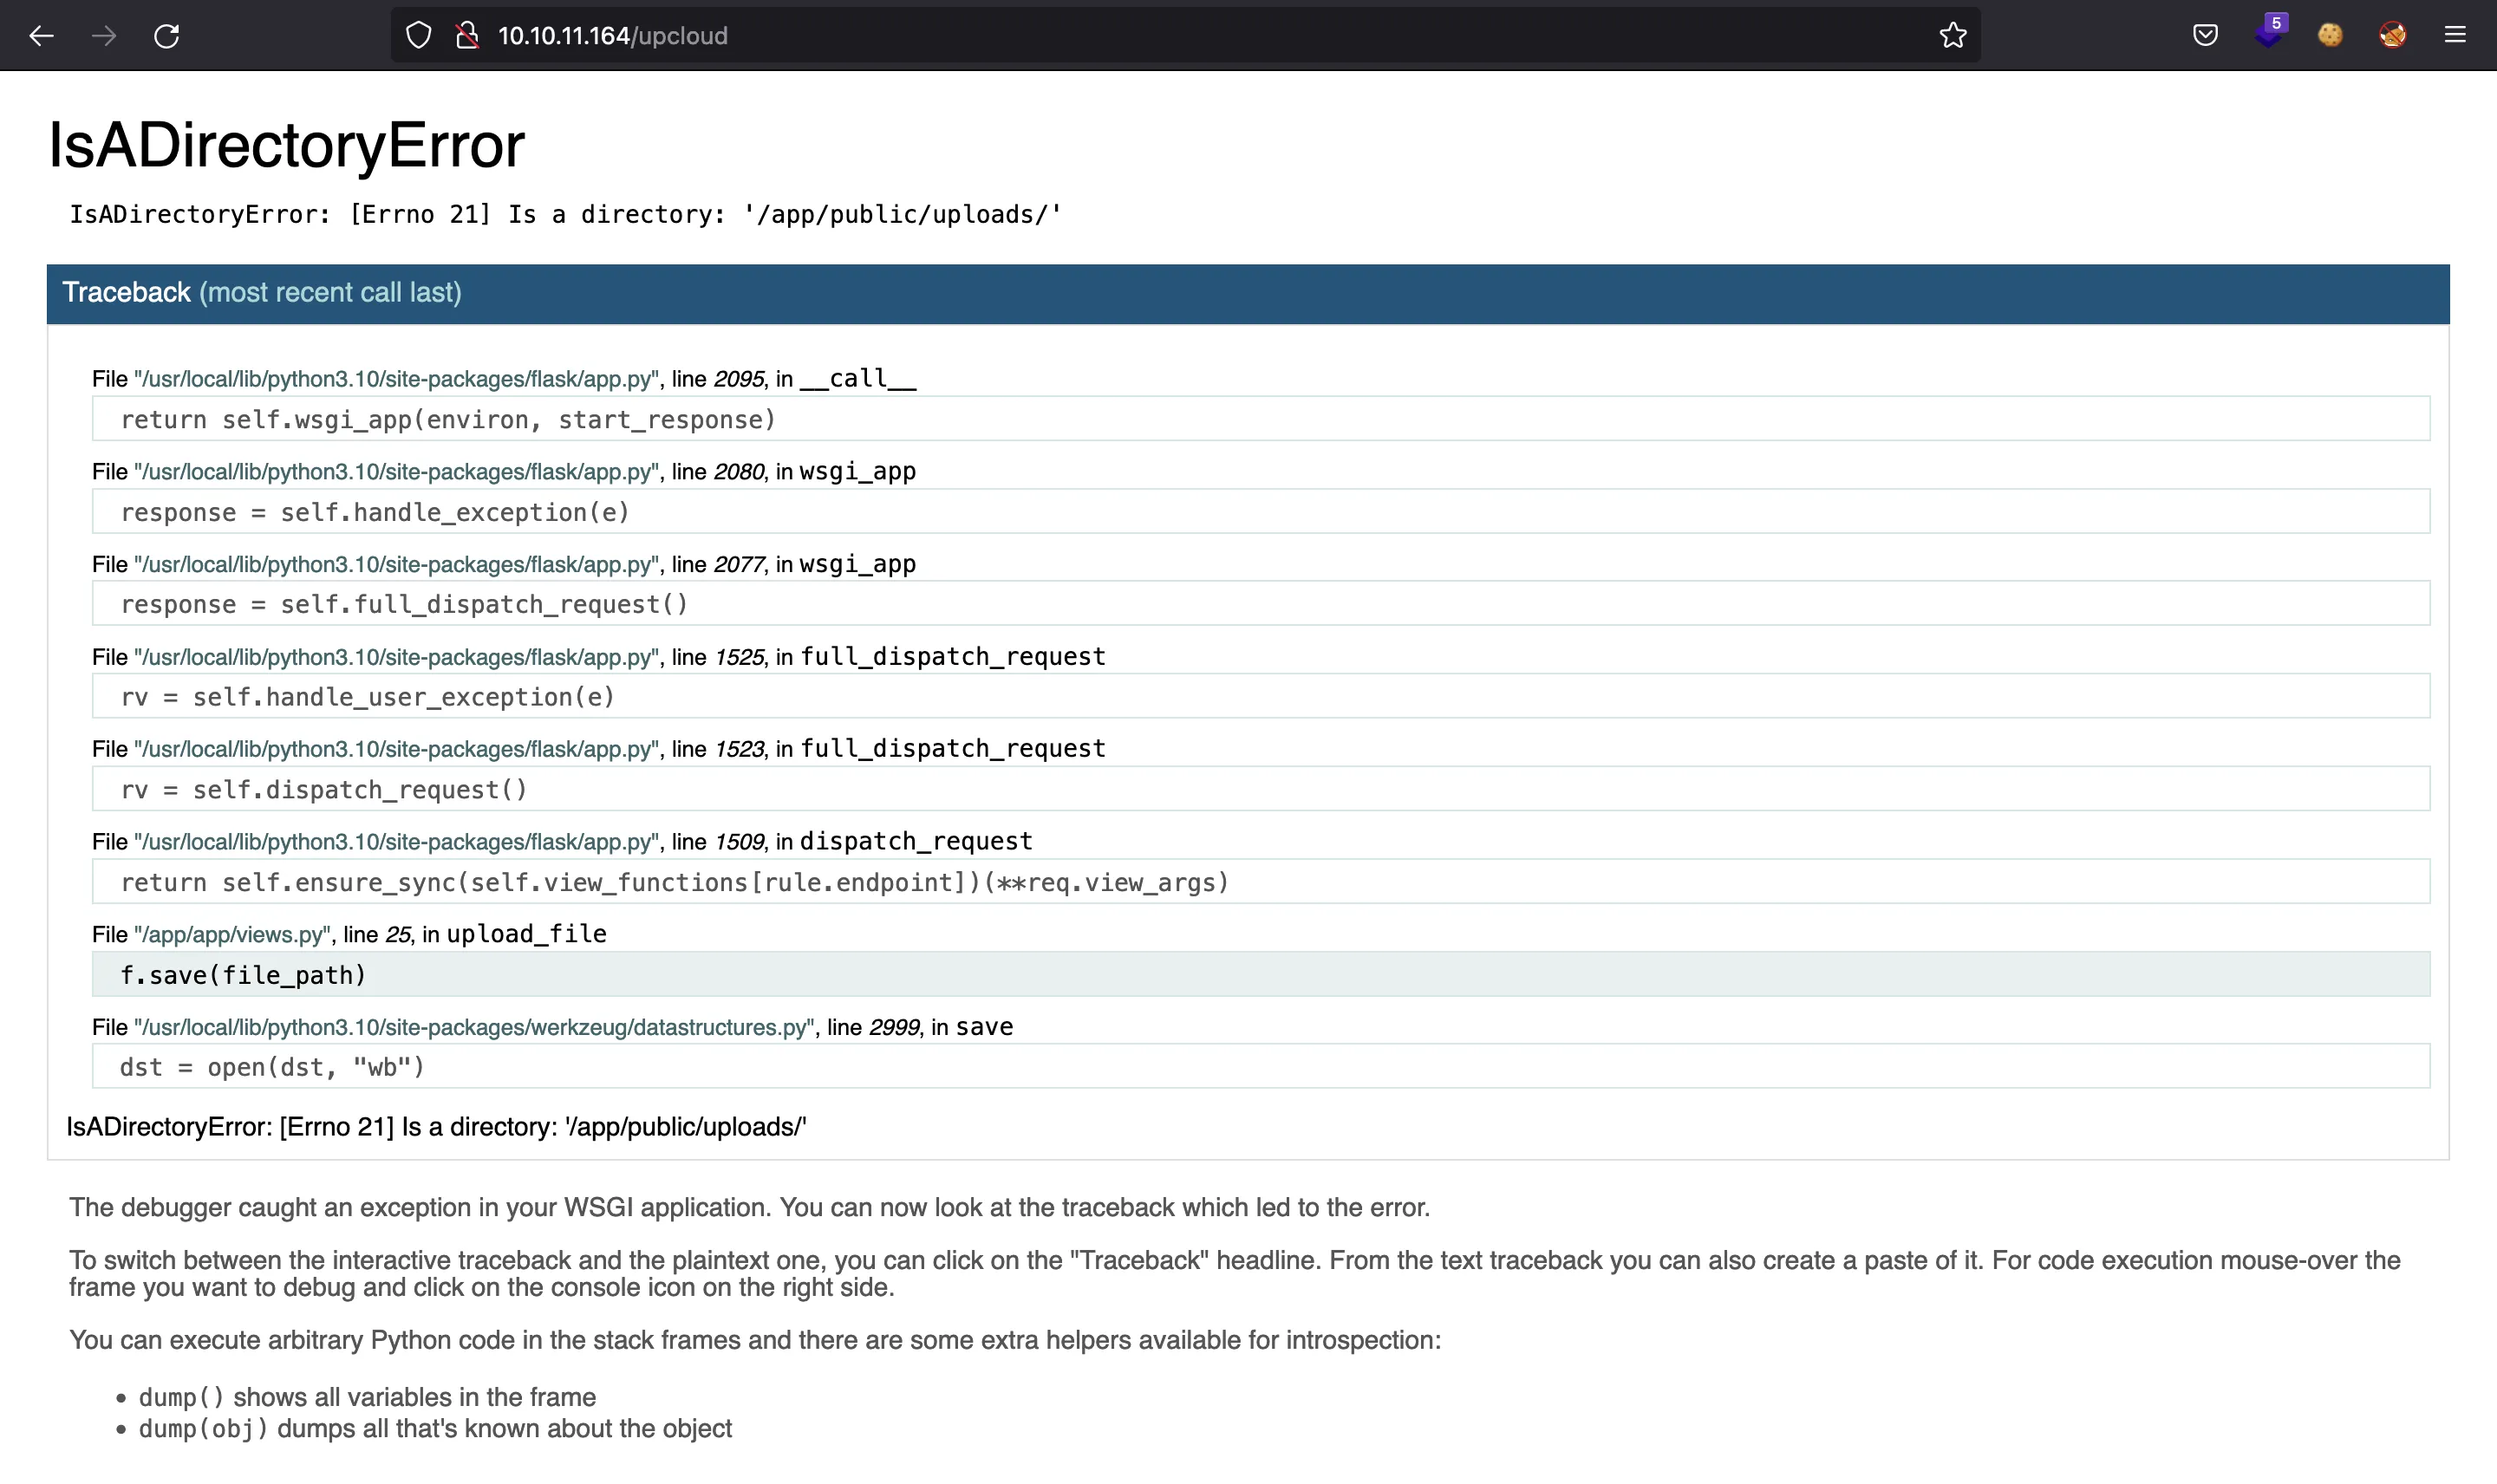 10.10.11.164/upcloud
5
IsADirectoryError
IsADirectoryError: [Errno 21] Is a directory: '/app/public/uploads/'
Traceback (most recent call last)
File "/usr/local/lib/python3.10/site-packages/flask/app.py", line 2095, in __call__
return self.wsgi_app(environ, start_response)
File "/usr/local/lib/python3.10/site-packages/flask/app.py", line 2080, in wsgi_app
response = self.handle_exception(e)
File "/usr/local/lib/python3.10/site-packages/flask/app.py", line 2077, in wsgi_app
response = self.full_dispatch_request()
File "/usr/local/lib/python3.10/site-packages/flask/app.py", line 1525, in full_dispatch_request
rv = self.handle_user_exception(e)
File "/usr/local/lib/python3.10/site-packages/flask/app.py", line 1523, in full_dispatch_request
rv = self.dispatch_request()
File "/usr/local/lib/python3.10/site-packages/flask/app.py", line 1509, in dispatch_request
return self.ensure_sync(self.view_functions[rule.endpoint])(**req.view_args)
File "/app/app/views.py", line 25, in upload_file
f.save(file_path)
File "/usr/local/lib/python3.10/site-packages/werkzeug/datastructures.py", line 2999, in save
dst = open(dst, "wb")
IsADirectoryError: [Errno 21] Is a directory: '/app/public/uploads/'
The debugger caught an exception in your WSGI application. You can now look at the traceback which led to the error.
To switch between the interactive traceback and the plaintext one, you can click on the "Traceback" headline. From the text traceback you can also create a paste of it. For code execution mouse-over the
frame you want to debug and click on the console icon on the right side.
You can execute arbitrary Python code in the stack frames and there are some extra helpers available for introspection:
• dump() shows all variables in the frame
• dump(obj) dumps all that's known about the object